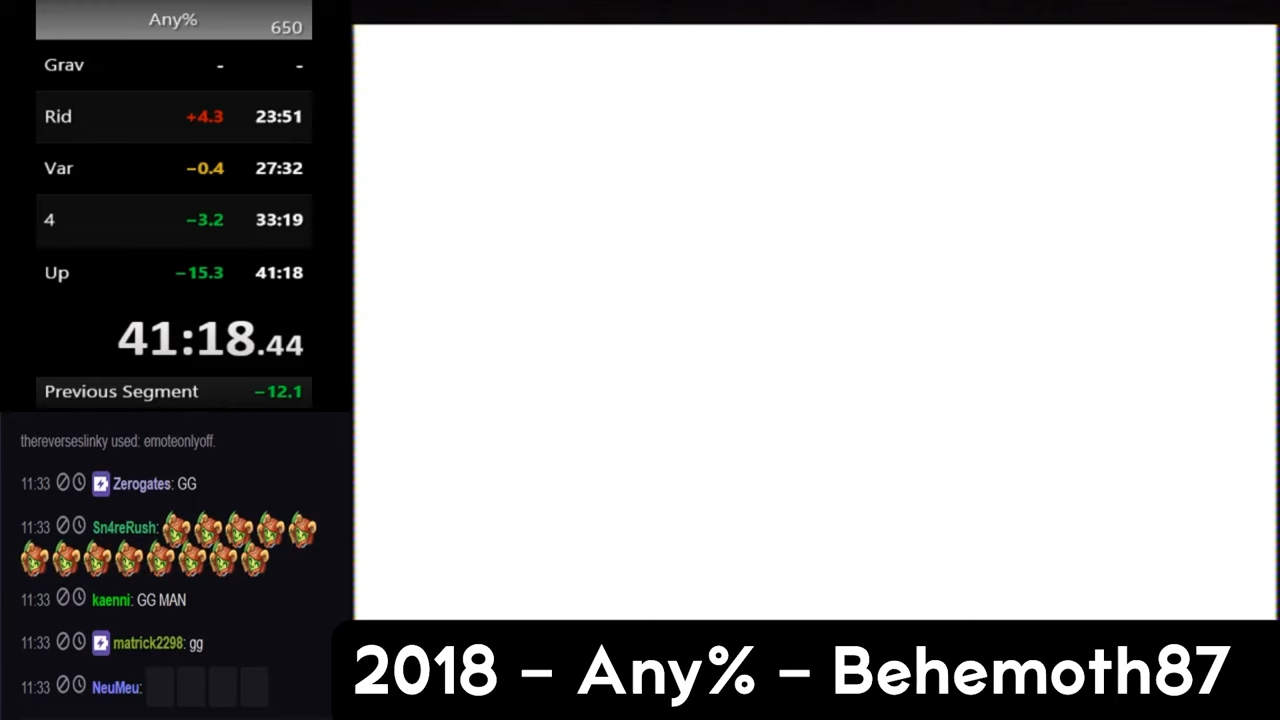 Any%
650
Grav - -
Rid +4.3 23:51
Var −0.4 27:32
4 −3.2 33:19
Up −15.3 41:18
41:18.44
Previous Segment −12.1
thereverseslinky used: emoteonlyoff.
11:33 Zerogates: GG
11:33 Sn4reRush:
11:33 kaenni: GG MAN
11:33 matrick2298: gg
11:33 NeuMeu:
2018 – Any% – Behemoth87